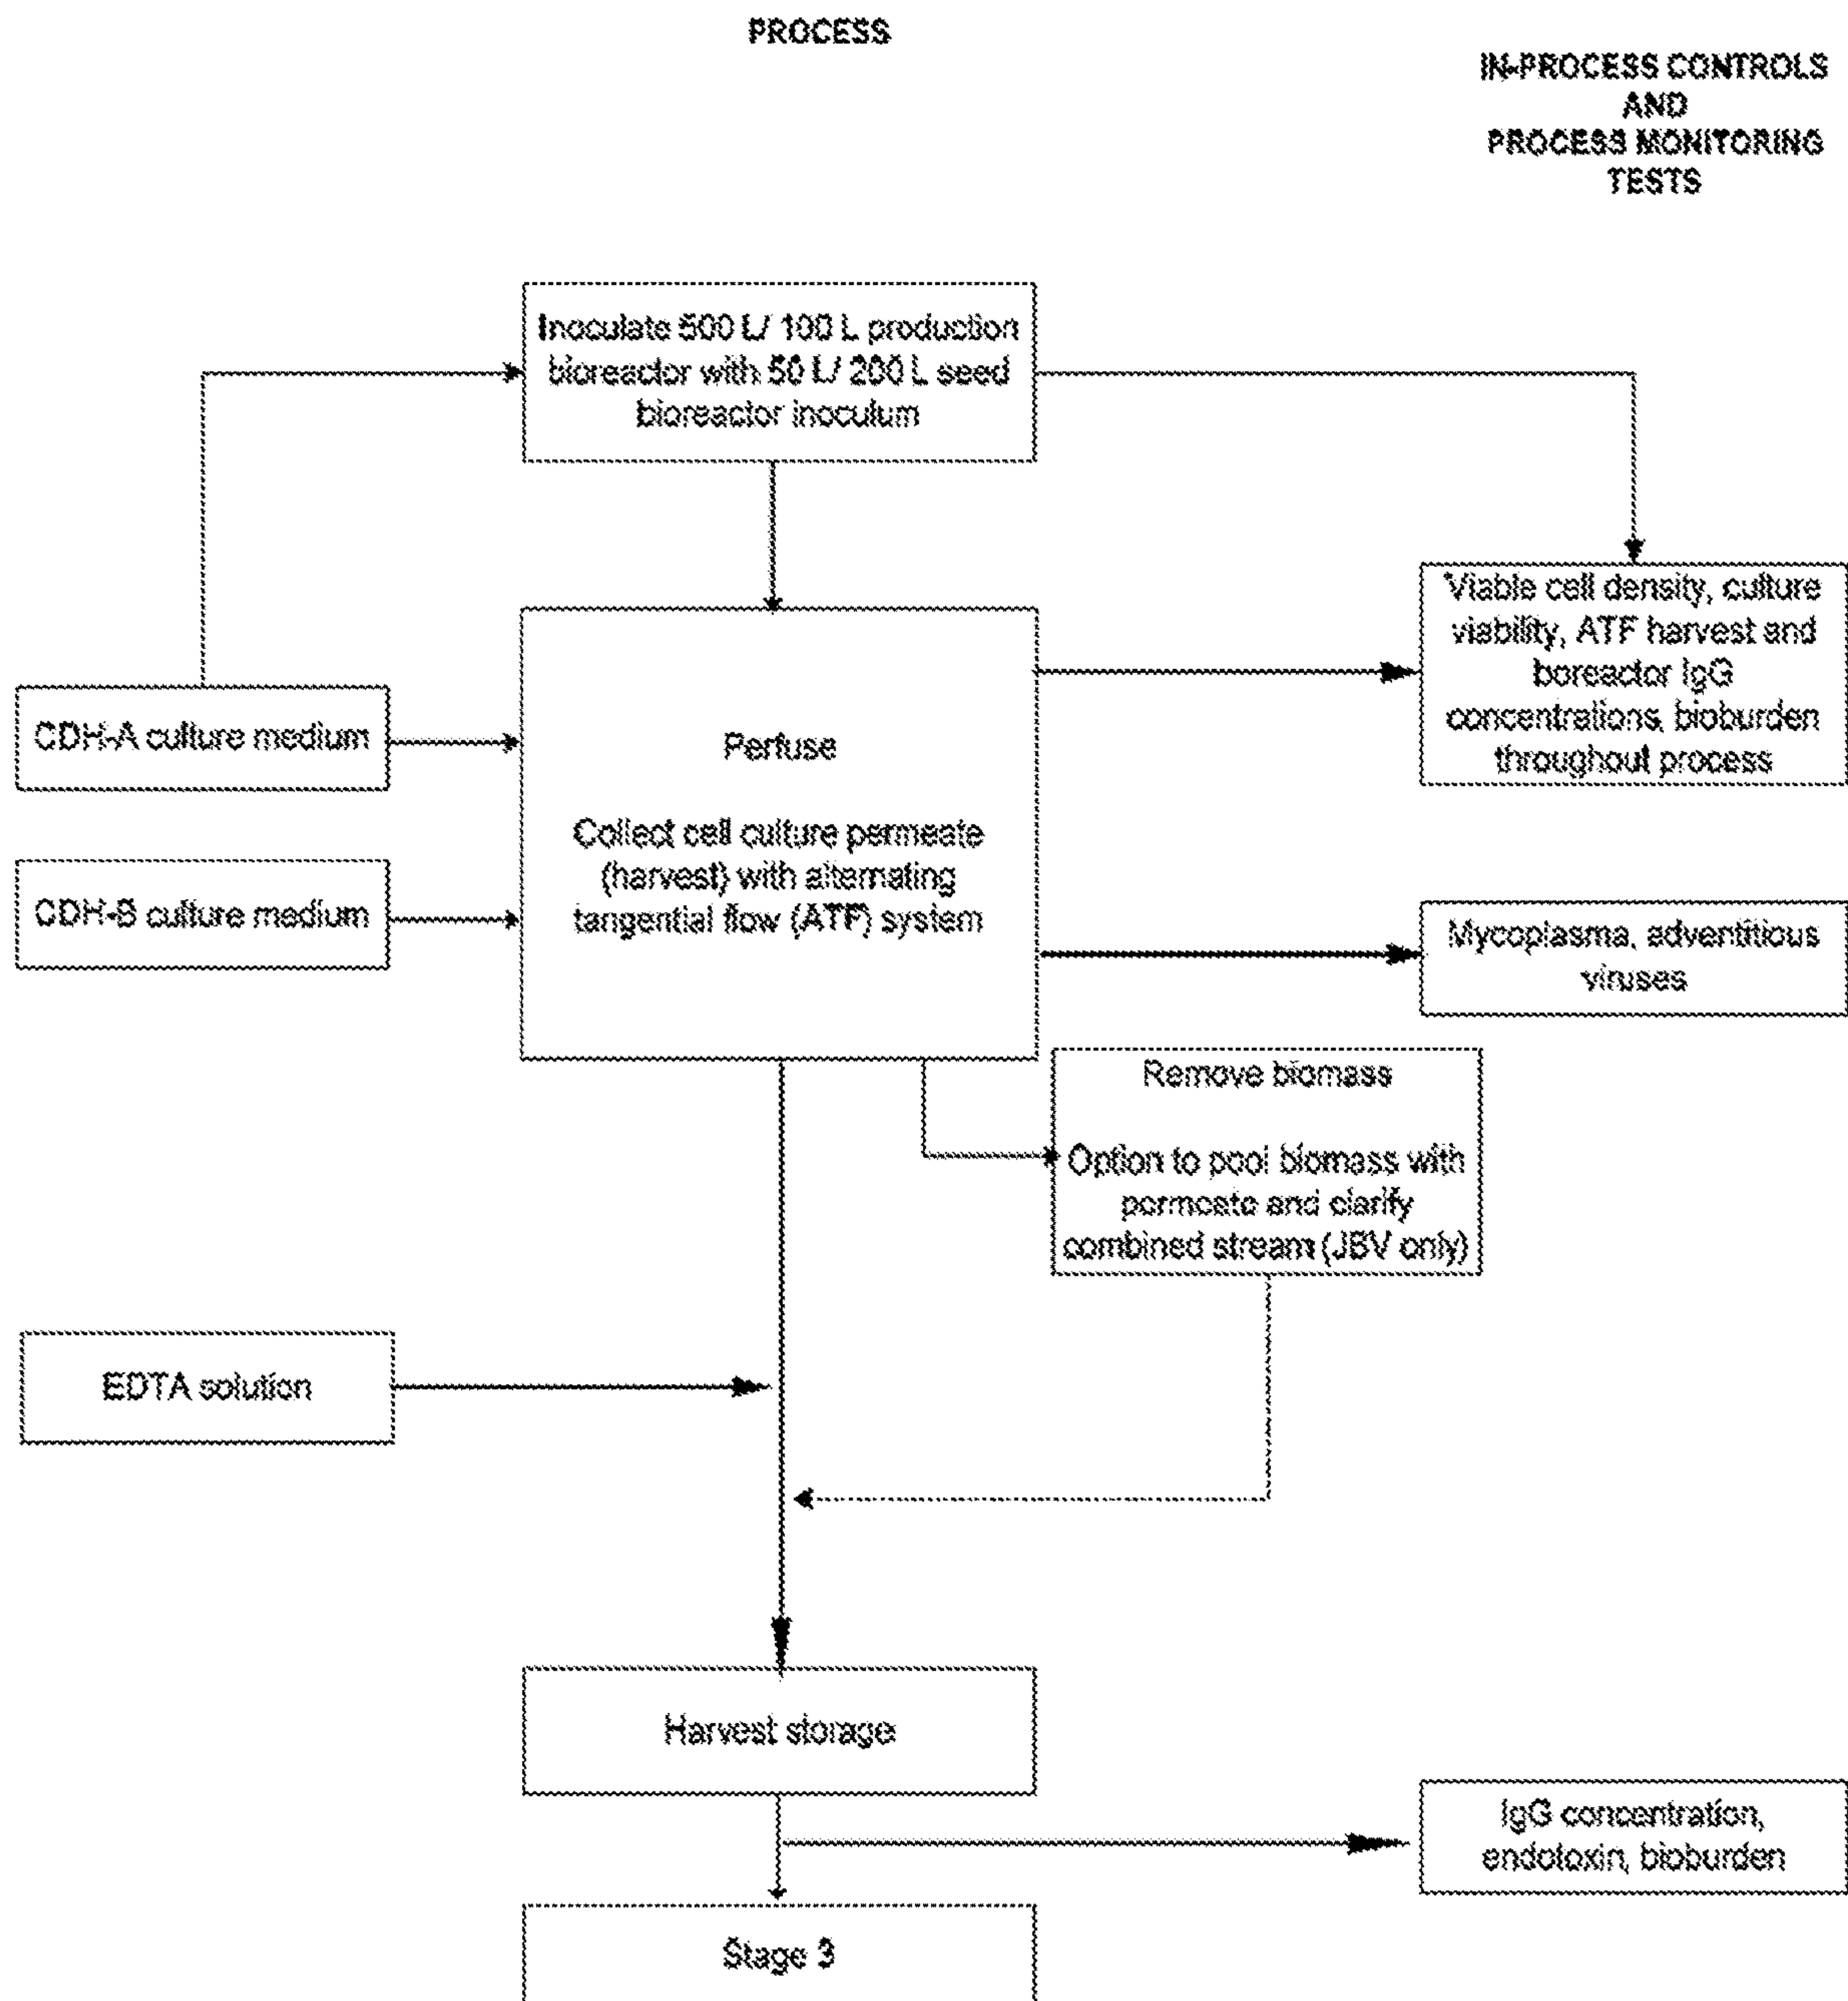 PROCESS
IN-PROCESS CONTROLS
AND
PROCESS MONITORING
TESTS
Inoculate 500 L/ 100 L production
bioreactor with 50 L/ 200 L seed
bioreactor inoculum
Viable cell density, culture
viability, ATF harvest and
boreactor IgG
concentrations, bioburden
throughout process
CDH-A culture medium
Perfuse
Collect cell culture permeate
(harvest) with alternating
tangential flow (ATF) system
CDH-B culture medium
Mycoplasma, adventitious
viruses
Remove biomass
Option to pool biomass with
permeate and clarify
combined stream (JBV only)
EDTA solution
Harvest storage
IgG concentration,
endotoxin, bioburden
Stage 3